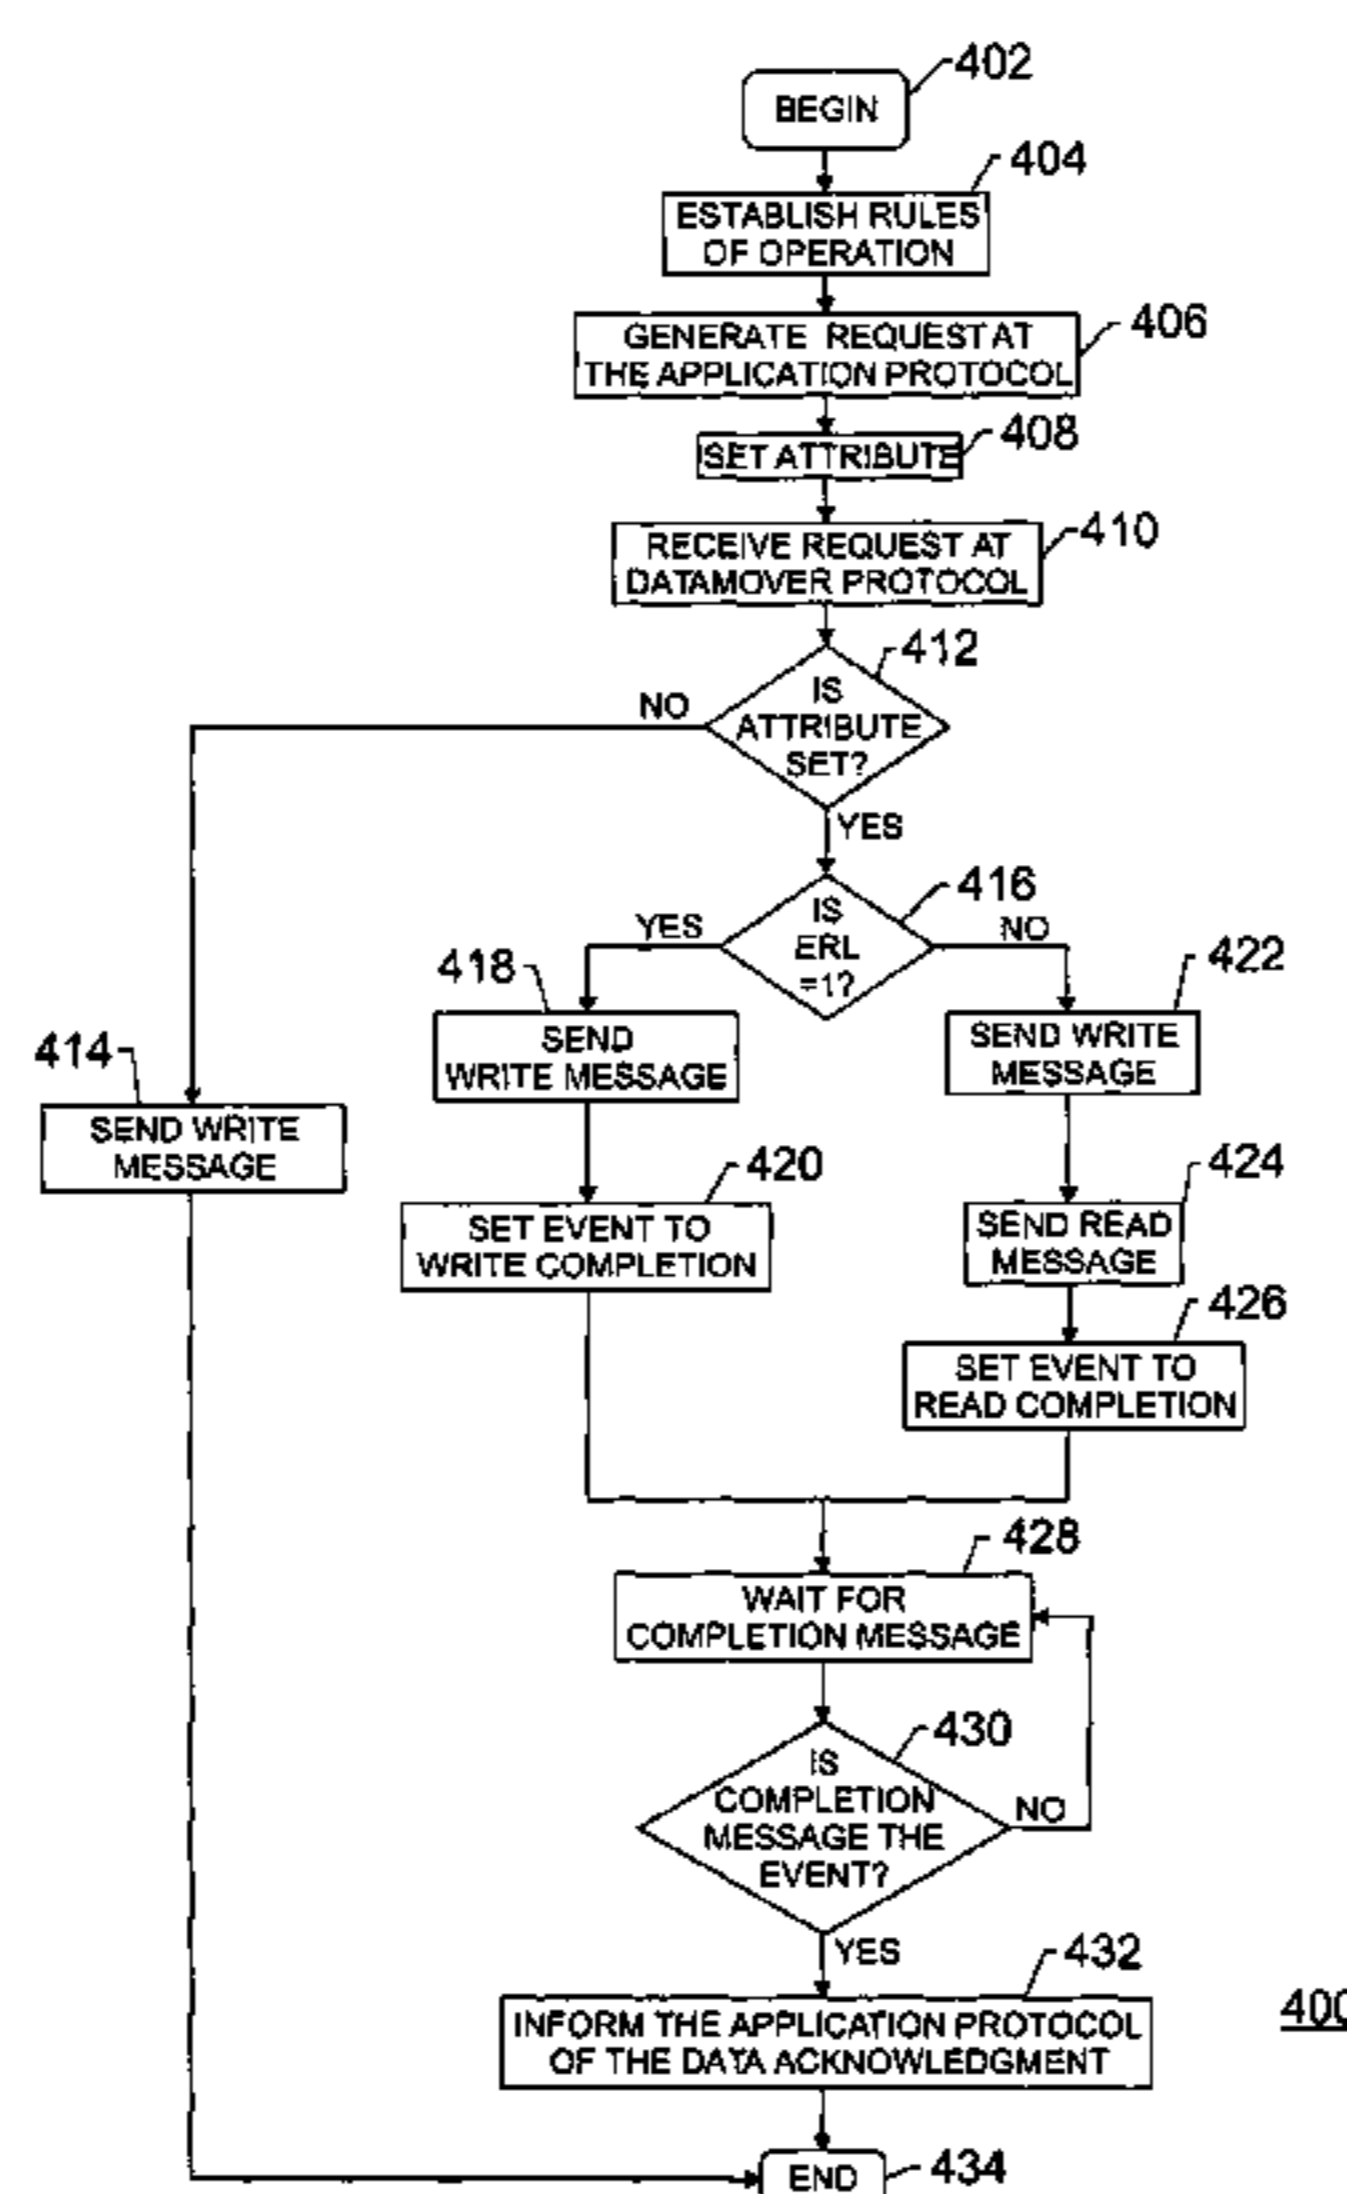 402
BEGIN
404
ESTABLISH RULES
OF OPERATION
406
GENERATE REQUEST AT
THE APPLICATION PROTOCOL
408
SET ATTRIBUTE
410
RECEIVE REQUEST AT
DATAMOVER PROTOCOL
412
IS
ATTRIBUTE
SET?
NO
YES
416
IS
ERL
=1?
YES
NO
418
SEND
WRITE MESSAGE
422
SEND WRITE
MESSAGE
414
SEND WRITE
MESSAGE
420
SET EVENT TO
WRITE COMPLETION
424
SEND READ
MESSAGE
426
SET EVENT TO
READ COMPLETION
428
WAIT FOR
COMPLETION MESSAGE
430
IS
COMPLETION
MESSAGE THE
EVENT?
NO
YES
432
INFORM THE APPLICATION PROTOCOL
OF THE DATA ACKNOWLEDGMENT
400
END
434